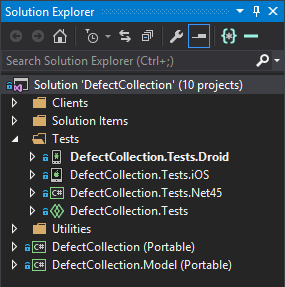 Solution Explorer
Search Solution Explorer (Ctrl+;)
Solution 'DefectCollection' (10 projects)
Clients
Solution Items
Tests
DefectCollection.Tests.Droid
DefectCollection.Tests.iOS
C# DefectCollection.Tests.Net45
DefectCollection.Tests
Utilities
C# DefectCollection (Portable)
C# DefectCollection.Model (Portable)